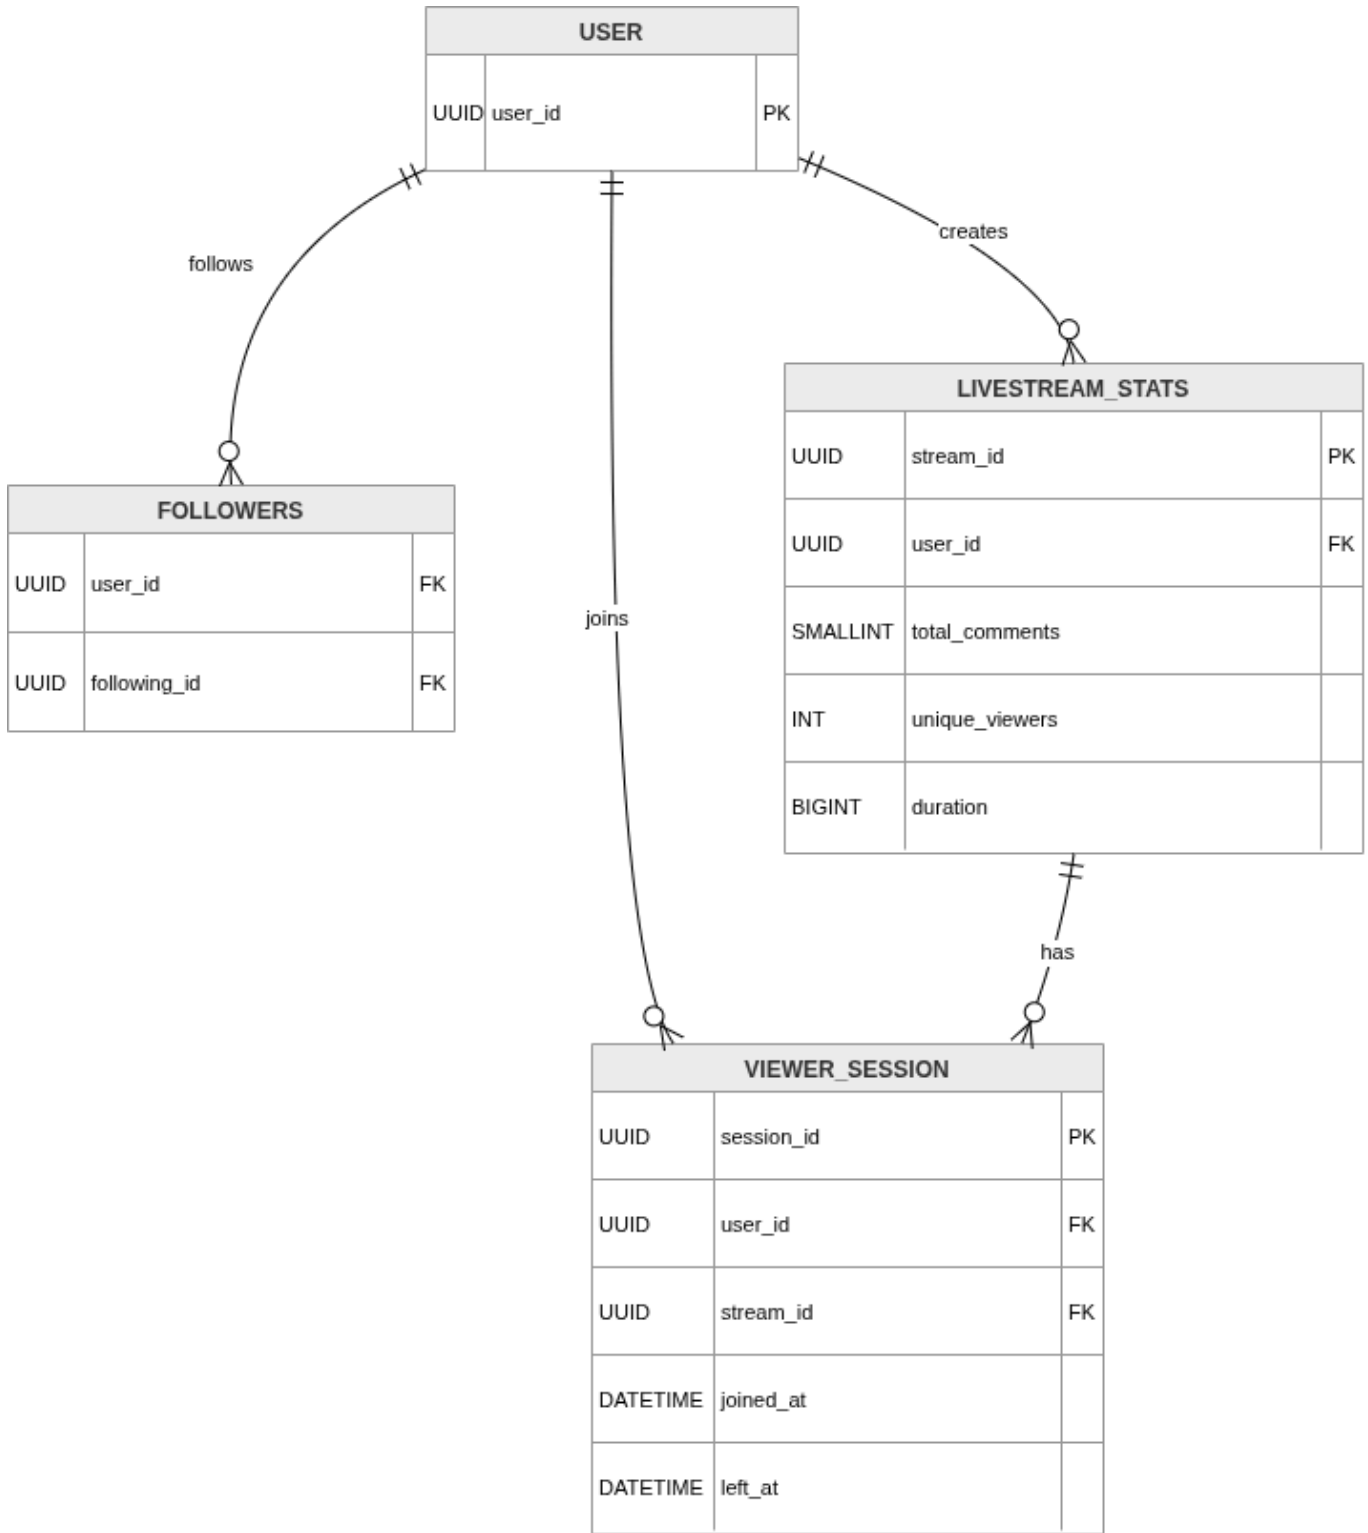 USER
UUID user_id PK
follows
creates
LIVESTREAM_STATS
UUID stream_id PK
UUID user_id FK
SMALLINT total_comments
INT unique_viewers
BIGINT duration
FOLLOWERS
UUID user_id FK
UUID following_id FK
joins
has
VIEWER_SESSION
UUID session_id PK
UUID user_id FK
UUID stream_id FK
DATETIME joined_at
DATETIME left_at